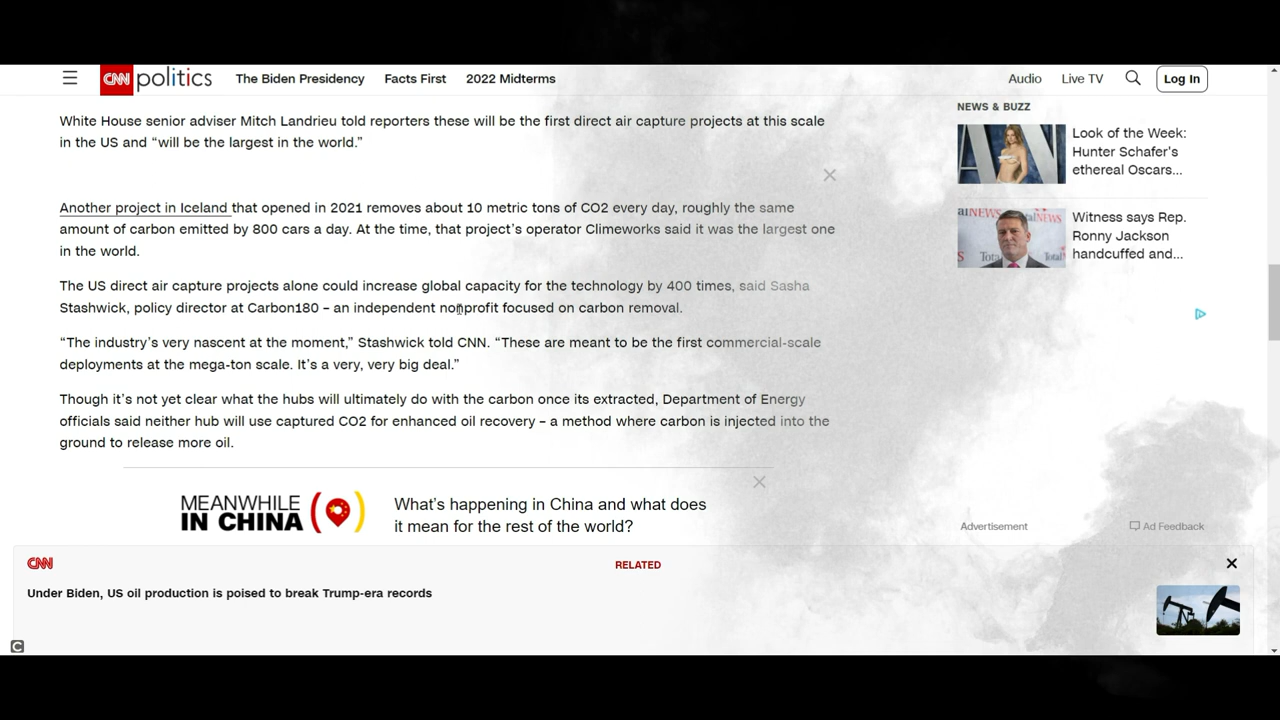 CNN politics The Biden Presidency Facts First 2022 Midterms Audio Live TV Log In
White House senior adviser Mitch Landrieu told reporters these will be the first direct air capture projects at this scale
in the US and “will be the largest in the world.”
Another project in Iceland that opened in 2021 removes about 10 metric tons of CO2 every day, roughly the same
amount of carbon emitted by 800 cars a day. At the time, that project’s operator Climeworks said it was the largest one
in the world.
The US direct air capture projects alone could increase global capacity for the technology by 400 times, said Sasha
Stashwick, policy director at Carbon180 – an independent nonprofit focused on carbon removal.
“The industry’s very nascent at the moment,” Stashwick told CNN. “These are meant to be the first commercial-scale
deployments at the mega-ton scale. It’s a very, very big deal.”
Though it’s not yet clear what the hubs will ultimately do with the carbon once its extracted, Department of Energy
officials said neither hub will use captured CO2 for enhanced oil recovery – a method where carbon is injected into the
ground to release more oil.
MEANWHILE
IN CHINA
What’s happening in China and what does
it mean for the rest of the world?
NEWS & BUZZ
Look of the Week:
Hunter Schafer's
ethereal Oscars...
Witness says Rep.
Ronny Jackson
handcuffed and...
Advertisement
Ad Feedback
CNN
RELATED
Under Biden, US oil production is poised to break Trump-era records